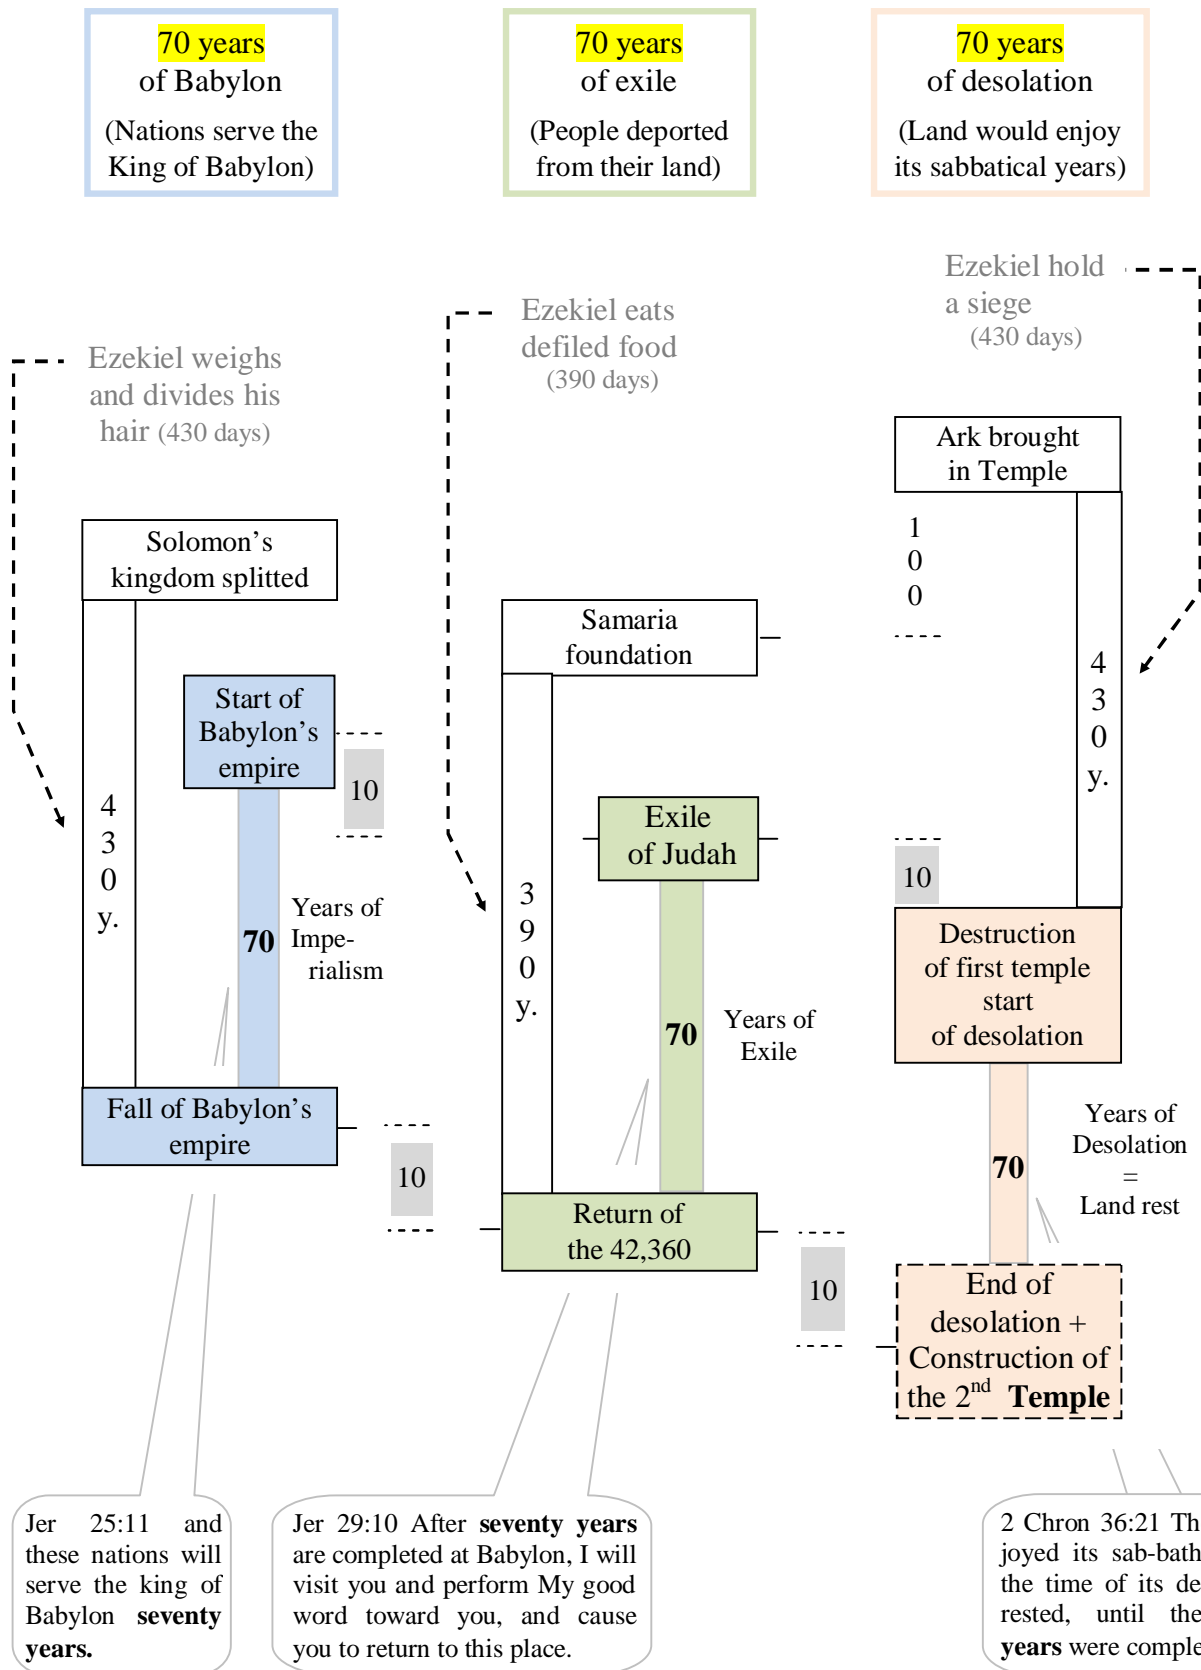 70 years
of Babylon
(Nations serve the
King of Babylon)
70 years
of exile
(People deported
from their land)
70 years
of desolation
(Land would enjoy
its sabbatical years)
Ezekiel weighs
and divides his
hair (430 days)
Ezekiel eats
defiled food
(390 days)
Ezekiel hold
a siege
(430 days)
Solomon’s
kingdom splitted
4
3
0
y.
Start of
Babylon’s
empire
10
70
Years of
Impe-
rialism
Fall of Babylon’s
empire
10
Samaria
foundation
3
9
0
y.
Exile
of Judah
70
Years of
Exile
Return of
the 42,360
10
Ark brought
in Temple
1
0
0
4
3
0
y.
10
Destruction
of first temple
start
of desolation
70
Years of
Desolation
=
Land rest
End of
desolation +
Construction of
the 2nd Temple
Jer 25:11 and
these nations will
serve the king of
Babylon seventy
years.
Jer 29:10 After seventy years
are completed at Babylon, I will
visit you and perform My good
word toward you, and cause
you to return to this place.
2 Chron 36:21 Th
joyed its sab-bath
the time of its de
rested, until the
years were comple